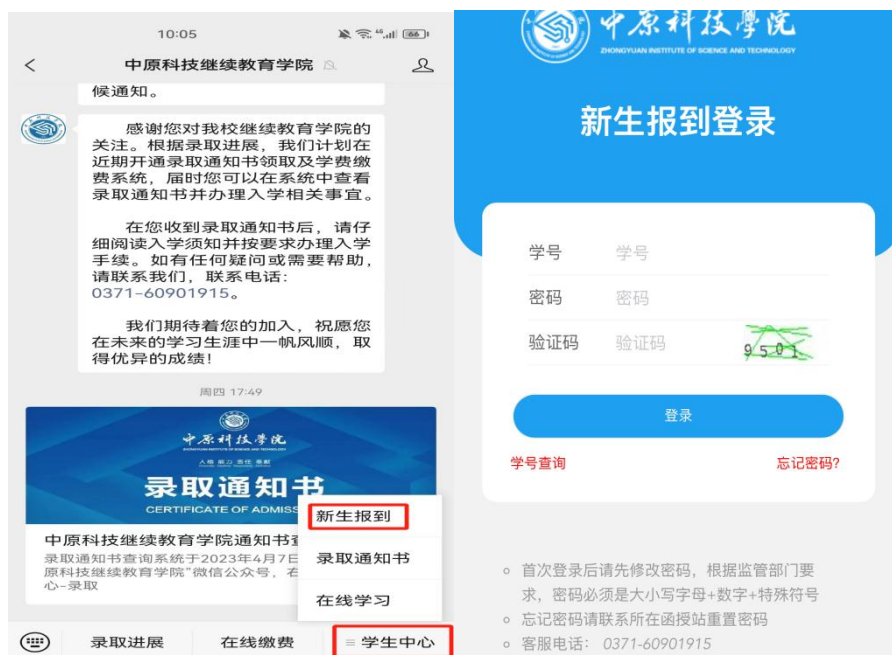 10:05
66
中原科技继续教育学院
候通知。
感谢您对我校继续教育学院的
关注。根据录取进展，我们计划在
近期开通录取通知书领取及学费缴
费系统，届时您可以在系统中查看
录取通知书并办理入学相关事宜。
在您收到录取通知书后，请仔
细阅读入学须知并按要求办理入学
手续。如有任何疑问或需要帮助，
请联系我们，联系电话：
0371-60901915。
我们期待着您的加入，祝愿您
在未来的学习生涯中一帆风顺，取
得优异的成绩！
周四 17:49
中原科技学院
录取通知书
CERTIFICATE OF ADMISS
中原科技继续教育学院通知书查
录取通知书查询系统于2023年4月7日
原科技继续教育学院"微信公众号，右
心-录取
新生报到
录取通知书
在线学习
录取进展
在线缴费
学生中心
中原科技學院
ZHONGYUAN INSTITUTE OF SCIENCE AND TECHNOLOGY
新生报到登录
学号 学号
密码 密码
验证码 验证码 9501
登录
学号查询 忘记密码?
首次登录后请先修改密码，根据监管部门要
求，密码必须是大小写字母+数字+特殊符号
忘记密码请联系所在函授站重置密码
客服电话： 0371-60901915